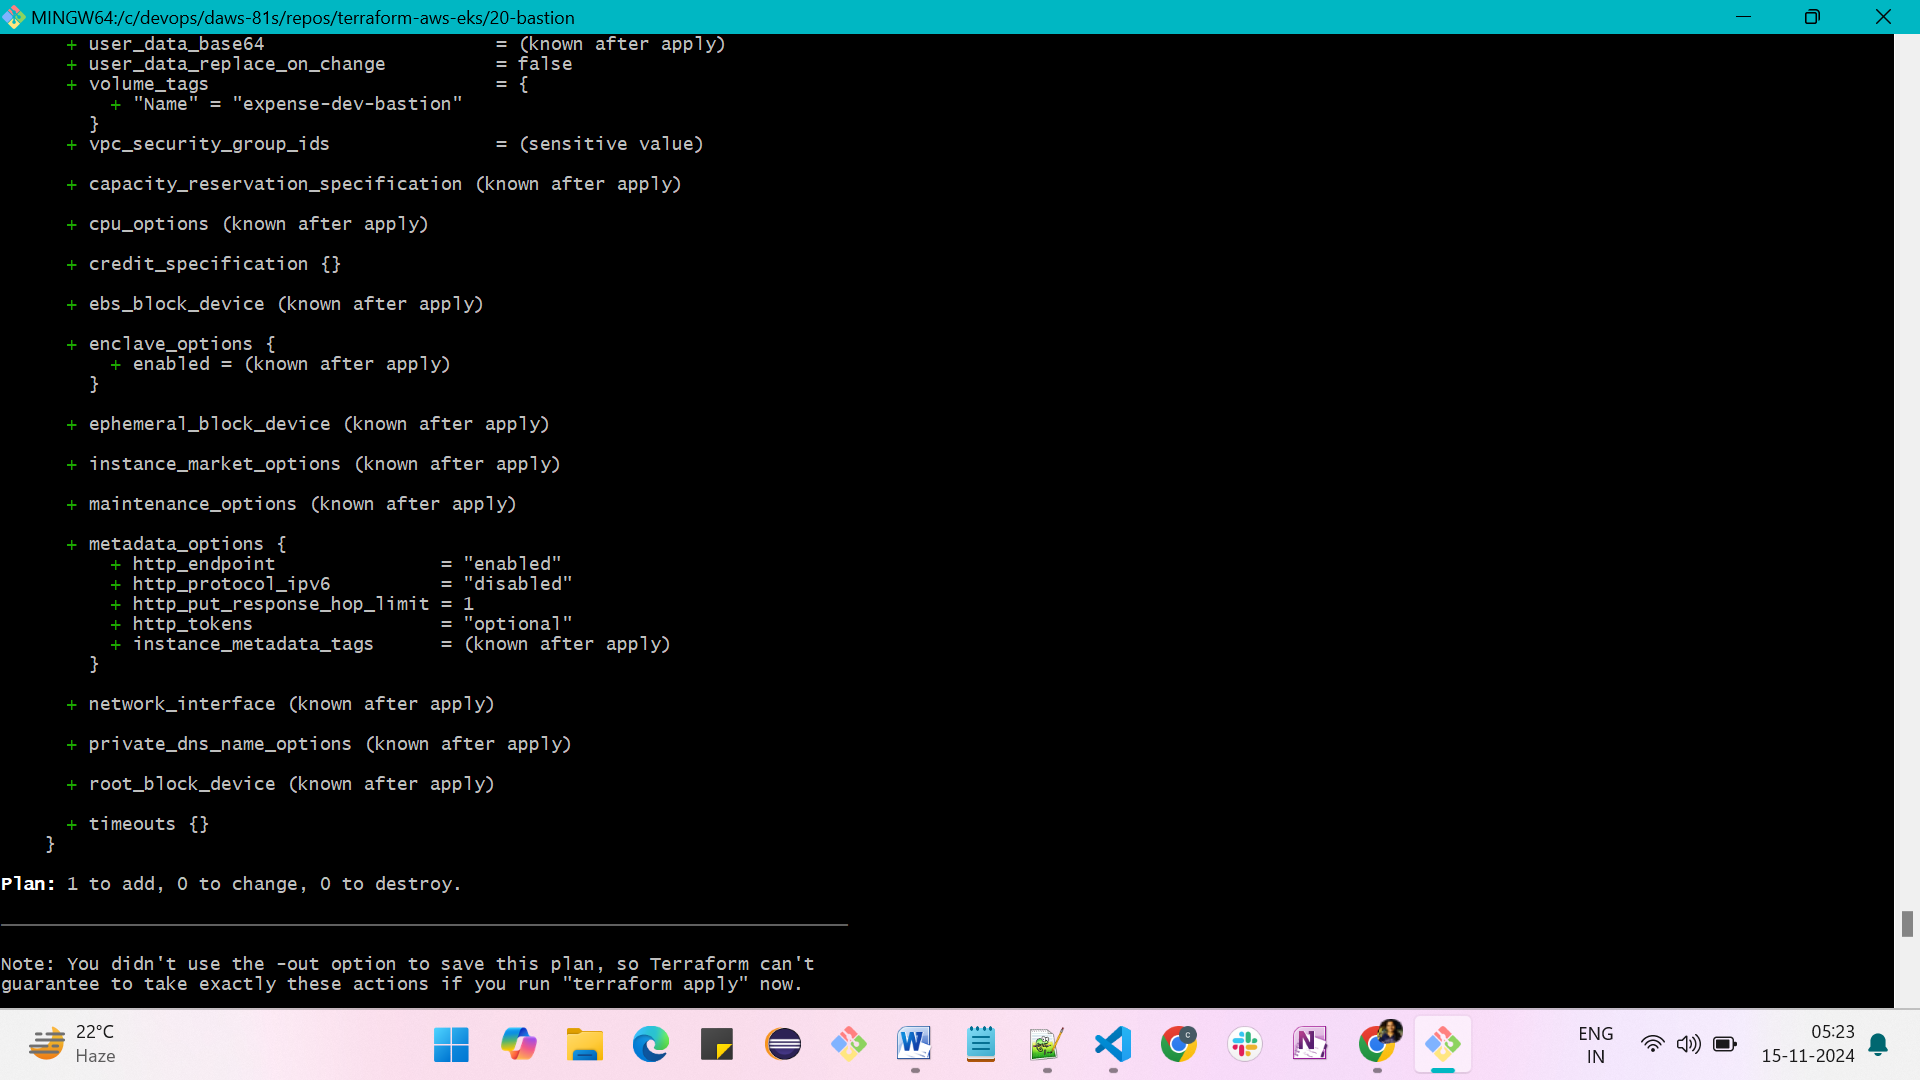 MINGW64:/c/devops/daws-81s/repos/terraform-aws-eks/20-bastion
+ user_data_base64 = (known after apply)
+ user_data_replace_on_change = false
+ volume_tags = {
+ "Name" = "expense-dev-bastion"
}
+ vpc_security_group_ids = (sensitive value)
+ capacity_reservation_specification (known after apply)
+ cpu_options (known after apply)
+ credit_specification {}
+ ebs_block_device (known after apply)
+ enclave_options {
+ enabled = (known after apply)
}
+ ephemeral_block_device (known after apply)
+ instance_market_options (known after apply)
+ maintenance_options (known after apply)
+ metadata_options {
+ http_endpoint = "enabled"
+ http_protocol_ipv6 = "disabled"
+ http_put_response_hop_limit = 1
+ http_tokens = "optional"
+ instance_metadata_tags = (known after apply)
}
+ network_interface (known after apply)
+ private_dns_name_options (known after apply)
+ root_block_device (known after apply)
+ timeouts {}
}
Plan: 1 to add, 0 to change, 0 to destroy.
Note: You didn't use the -out option to save this plan, so Terraform can't
guarantee to take exactly these actions if you run "terraform apply" now.
22°C
Haze
ENG
IN
05:23
15-11-2024